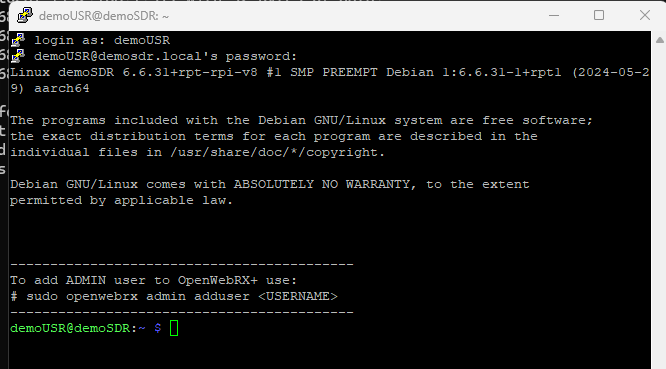 demoUSR@demoSDR: ~
login as: demoUSR
demoUSR@demosdr.local's password:
Linux demoSDR 6.6.31+rpt-rpi-v8 #1 SMP PREEMPT Debian 1:6.6.31-1+rpt1 (2024-05-2
9) aarch64
The programs included with the Debian GNU/Linux system are free software;
the exact distribution terms for each program are described in the
individual files in /usr/share/doc/*/copyright.
Debian GNU/Linux comes with ABSOLUTELY NO WARRANTY, to the extent
permitted by applicable law.
-------------------------------------------
To add ADMIN user to OpenWebRX+ use:
# sudo openwebrx admin adduser <USERNAME>
-------------------------------------------
demoUSR@demoSDR:~ $